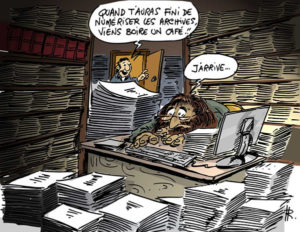 QUAND T'AURAS FINI DE
NUMÉRISER LES ARCHIVES,
VIENS BOIRE UN CAFÉ..!
J'ARRIVE...